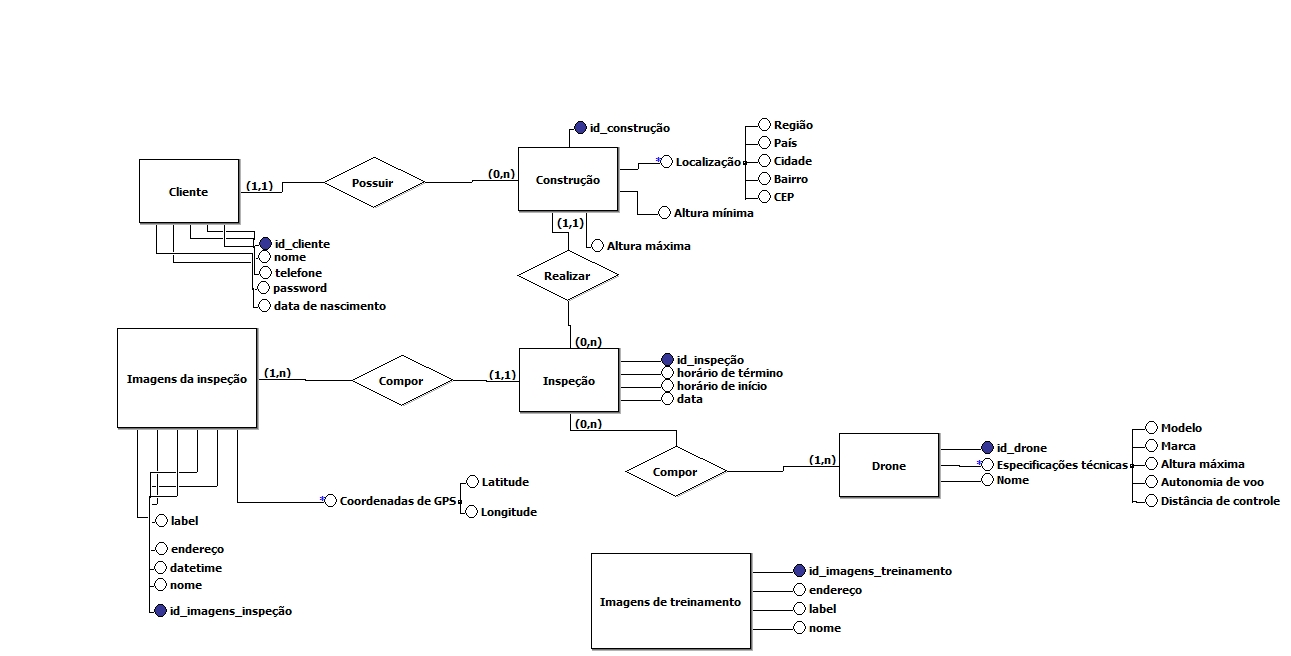 id_construção
Região
País
*Localização
Cidade
Bairro
CEP
Cliente
(1,1)
Possuir
(0,n)
Construção
Altura mínima
(1,1)
Altura máxima
id_cliente
nome
telefone
password
data de nascimento
Realizar
(0,n)
Imagens da inspeção
(1,n)
Compor
(1,1)
Inspeção
id_inspeção
horário de término
horário de início
data
(0,n)
Compor
(1,n)
Drone
id_drone
*Especificações técnicas
Nome
Modelo
Marca
Altura máxima
Autonomia de voo
Distância de controle
*Coordenadas de GPS
Latitude
Longitude
label
endereço
datetime
nome
id_imagens_inspeção
Imagens de treinamento
id_imagens_treinamento
endereço
label
nome